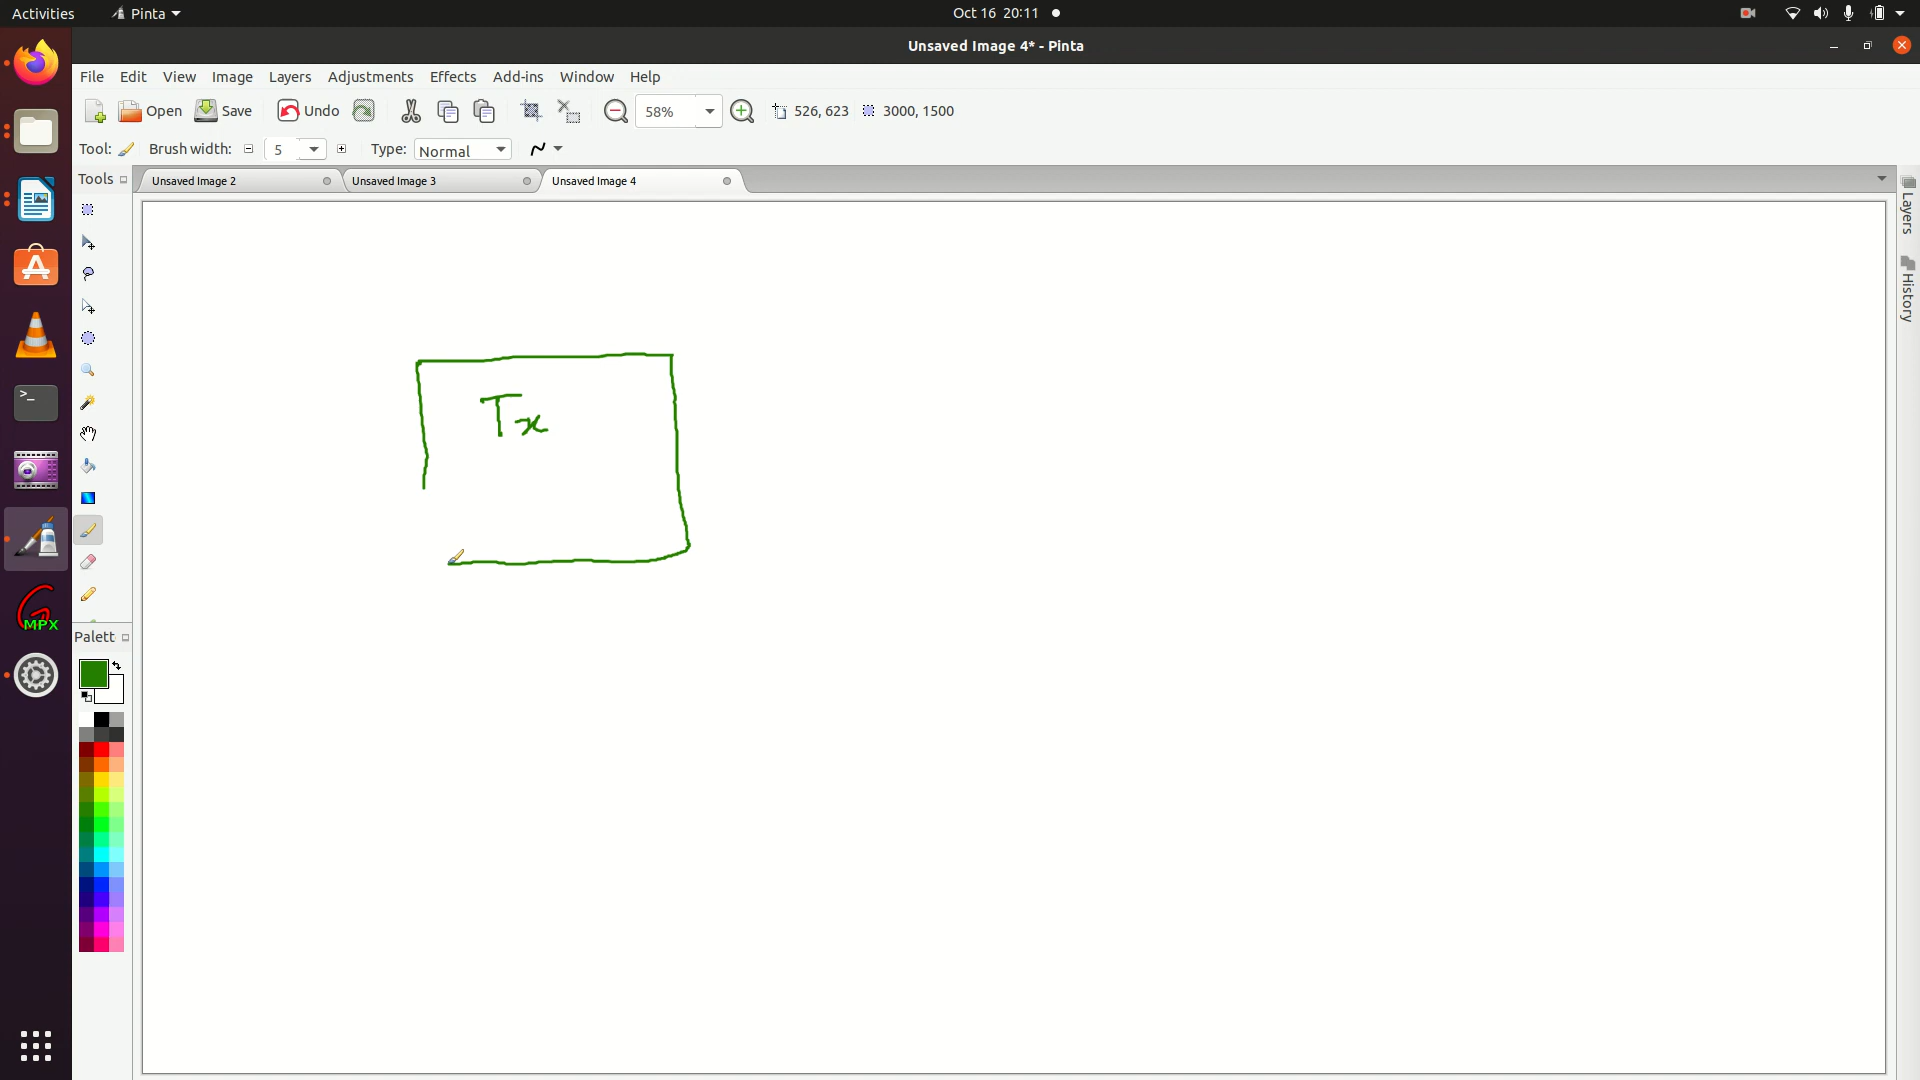 Activities Pinta Oct 16 20:11
Unsaved Image 4* - Pinta
File Edit View Image Layers Adjustments Effects Add-ins Window Help
Open Save Undo 58% 526, 623 3000, 1500
Tool: Brush width: 5 Type: Normal
Tools Unsaved Image 2 Unsaved Image 3 Unsaved Image 4
Layers
History
Tx
>_
MPX
Palett